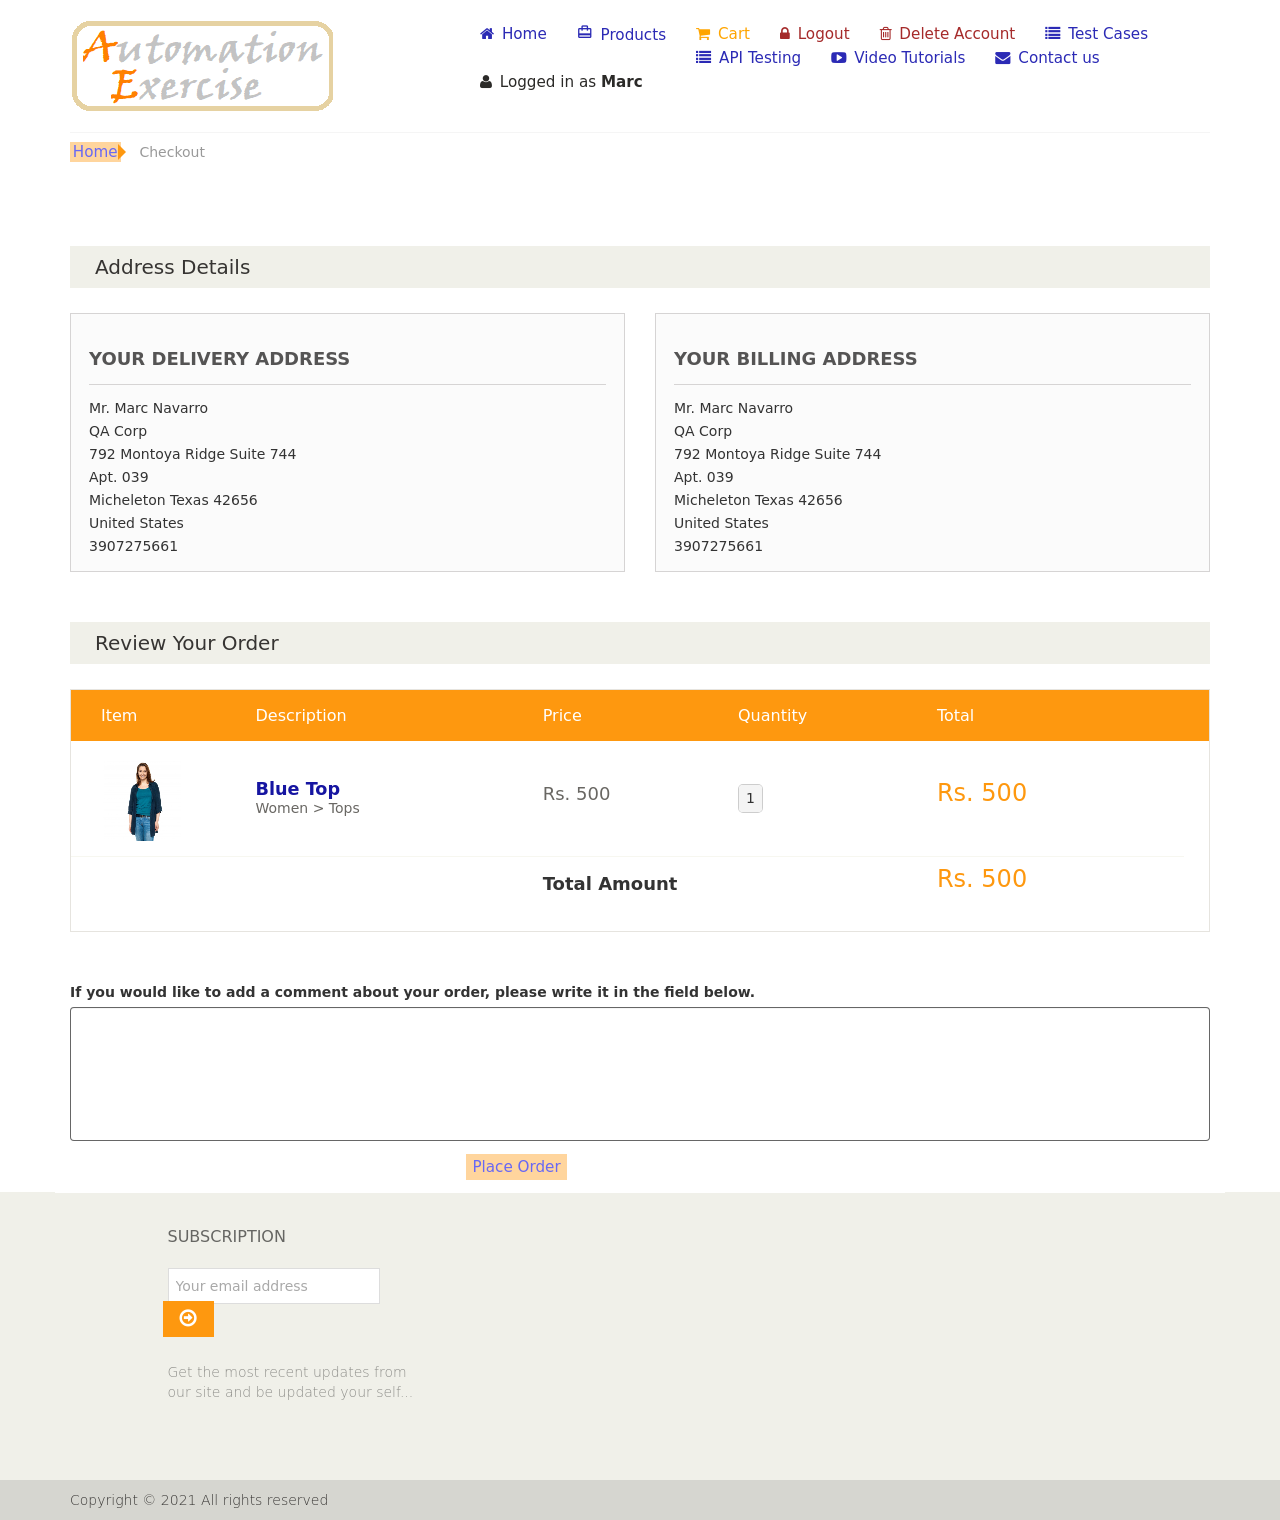 Automation
Exercise
Home
Products
Cart
Logout
Delete Account
Test Cases
API Testing
Video Tutorials
Contact us
Logged in as Marc
Home
Checkout
Address Details
YOUR DELIVERY ADDRESS
Mr. Marc Navarro
QA Corp
792 Montoya Ridge Suite 744
Apt. 039
Micheleton Texas 42656
United States
3907275661
YOUR BILLING ADDRESS
Mr. Marc Navarro
QA Corp
792 Montoya Ridge Suite 744
Apt. 039
Micheleton Texas 42656
United States
3907275661
Review Your Order
Item Description Price Quantity Total
Blue Top
Women > Tops
Rs. 500
1
Rs. 500
Total Amount Rs. 500
If you would like to add a comment about your order, please write it in the field below.
Place Order
SUBSCRIPTION
Your email address
Get the most recent updates from
our site and be updated your self...
Copyright © 2021 All rights reserved